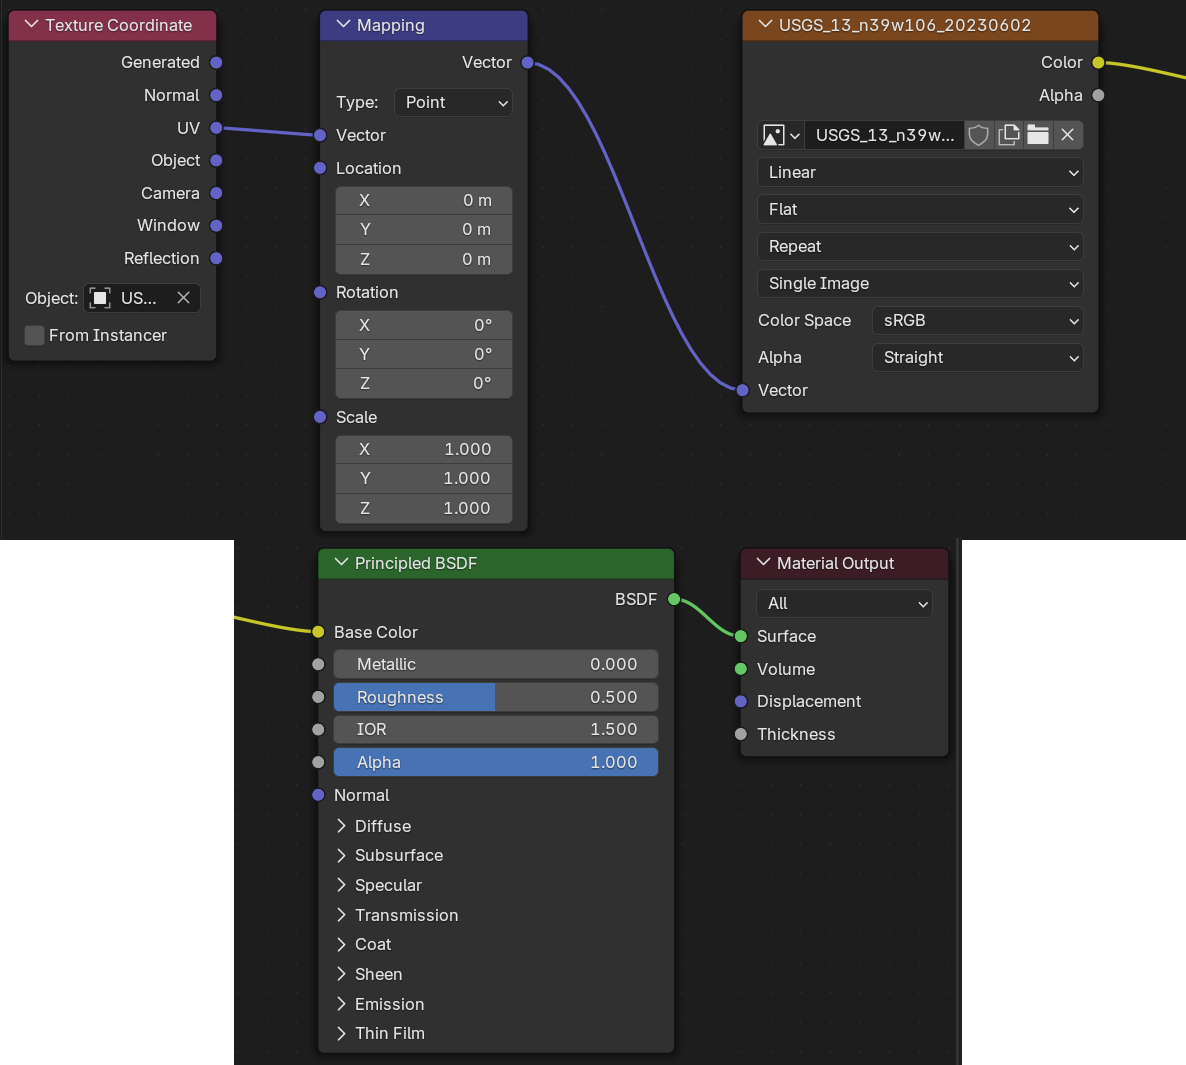 Texture Coordinate
Generated
Normal
UV
Object
Camera
Window
Reflection
Object: US...
From Instancer
Mapping
Vector
Type: Point
Vector
Location
X 0 m
Y 0 m
Z 0 m
Rotation
X 0°
Y 0°
Z 0°
Scale
X 1.000
Y 1.000
Z 1.000
USGS_13_n39w106_20230602
Color
Alpha
USGS_13_n39w...
Linear
Flat
Repeat
Single Image
Color Space sRGB
Alpha Straight
Vector
Principled BSDF
BSDF
Base Color
Metallic 0.000
Roughness 0.500
IOR 1.500
Alpha 1.000
Normal
Diffuse
Subsurface
Specular
Transmission
Coat
Sheen
Emission
Thin Film
Material Output
All
Surface
Volume
Displacement
Thickness